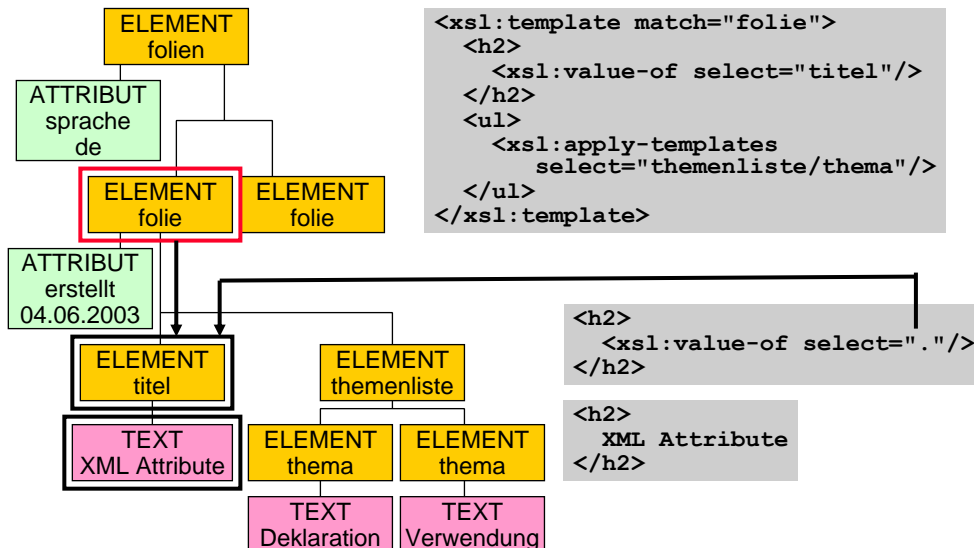 ELEMENT
folien
ATTRIBUT
sprache
de
ELEMENT
folie
ELEMENT
folie
ATTRIBUT
erstellt
04.06.2003
ELEMENT
titel
ELEMENT
themenliste
TEXT
XML Attribute
ELEMENT
thema
ELEMENT
thema
TEXT
Deklaration
TEXT
Verwendung
<xsl:template match="folie">
  <h2>
    <xsl:value-of select="titel"/>
  </h2>
  <ul>
    <xsl:apply-templates
      select="themenliste/thema"/>
  </ul>
</xsl:template>
<h2>
  <xsl:value-of select="."/>
</h2>
<h2>
  XML Attribute
</h2>